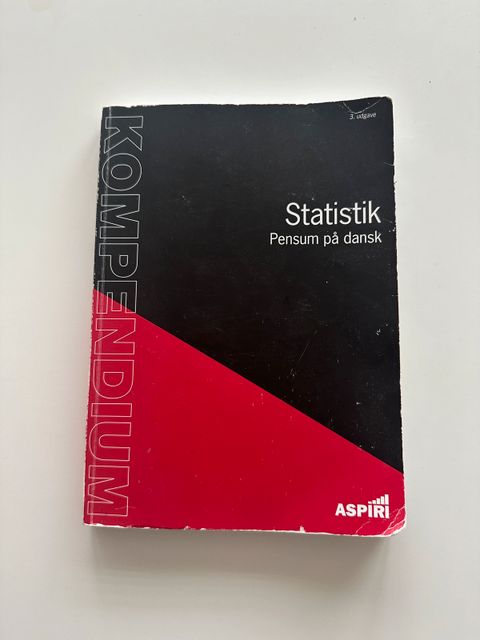 3. udgave
Statistik
Pensum på dansk
KOMPENDIUM
ASPIRI